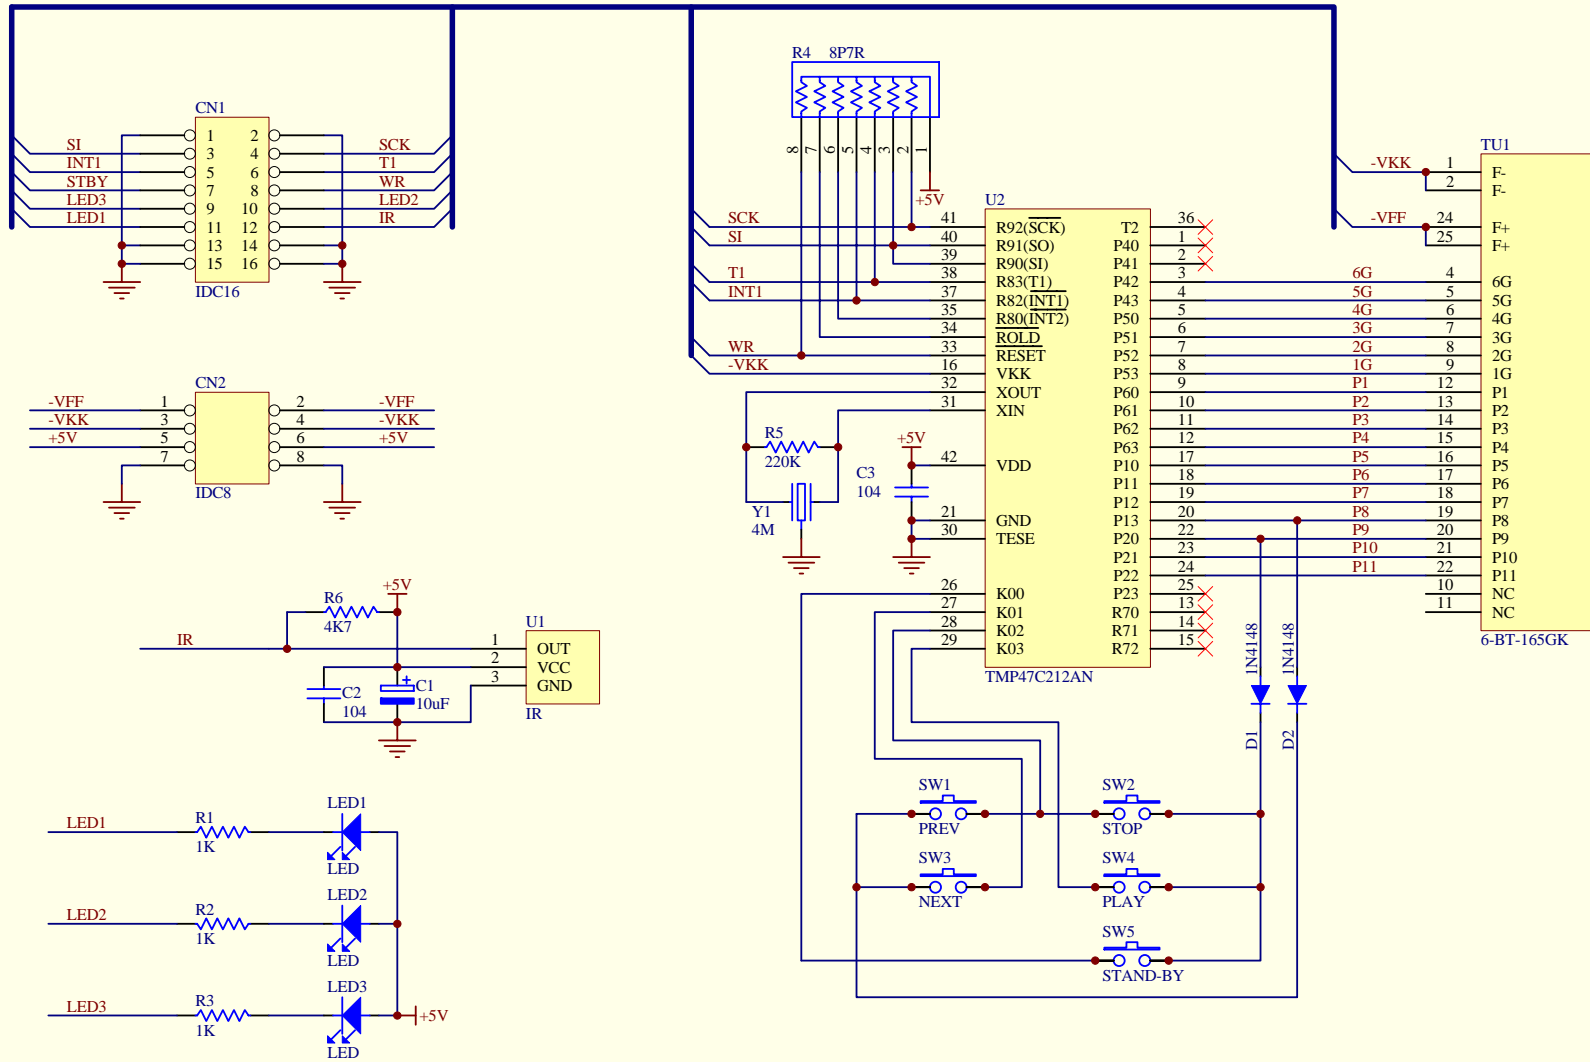 R4 8P7R
8 7 6 5 4 3 2 1
+5V
CN1
1 2
SI 3 4 SCK
INT1 5 6 T1
STBY 7 8 WR
LED3 9 10 LED2
LED1 11 12 IR
13 14
15 16
IDC16
CN2
-VFF 1 2 -VFF
-VKK 3 4 -VKK
+5V 5 6 +5V
7 8
IDC8
+5V
R6
4K7
IR
U1
1 OUT
2 VCC
3 GND
IR
C2
104
+
C1
10uF
LED1 R1 LED1
1K LED
LED2 R2 LED2
1K LED
LED3 R3 LED3
1K LED
+5V
U2
SCK 41 R92(SCK) T2 36
SI 40 R91(SO) P40 1
39 R90(SI) P41 2
T1 38 R83(T1) P42 3 6G
INT1 37 R82(INT1) P43 4 5G
35 R80(INT2) P50 5 4G
34 ROLD P51 6 3G
WR 33 RESET P52 7 2G
-VKK 16 VKK P53 8 1G
32 XOUT P60 9 P1
31 XIN P61 10 P2
P62 11 P3
P63 12 P4
42 VDD P10 17 P5
P11 18 P6
P12 19 P7
21 GND P13 20 P8
30 TESE P20 22 P9
P21 23 P10
P22 24 P11
26 K00 P23 25
27 K01 R70 13
28 K02 R71 14
29 K03 R72 15
TMP47C212AN
R5
220K
Y1
4M
+5V
C3
104
TU1
-VKK 1 F-
2 F-
-VFF 24 F+
25 F+
4 6G
5 5G
6 4G
7 3G
8 2G
9 1G
12 P1
13 P2
14 P3
15 P4
16 P5
17 P6
18 P7
19 P8
20 P9
21 P10
22 P11
10 NC
11 NC
6-BT-165GK
1N4148
D1
1N4148
D2
SW1 SW2
PREV STOP
SW3 SW4
NEXT PLAY
SW5
STAND-BY